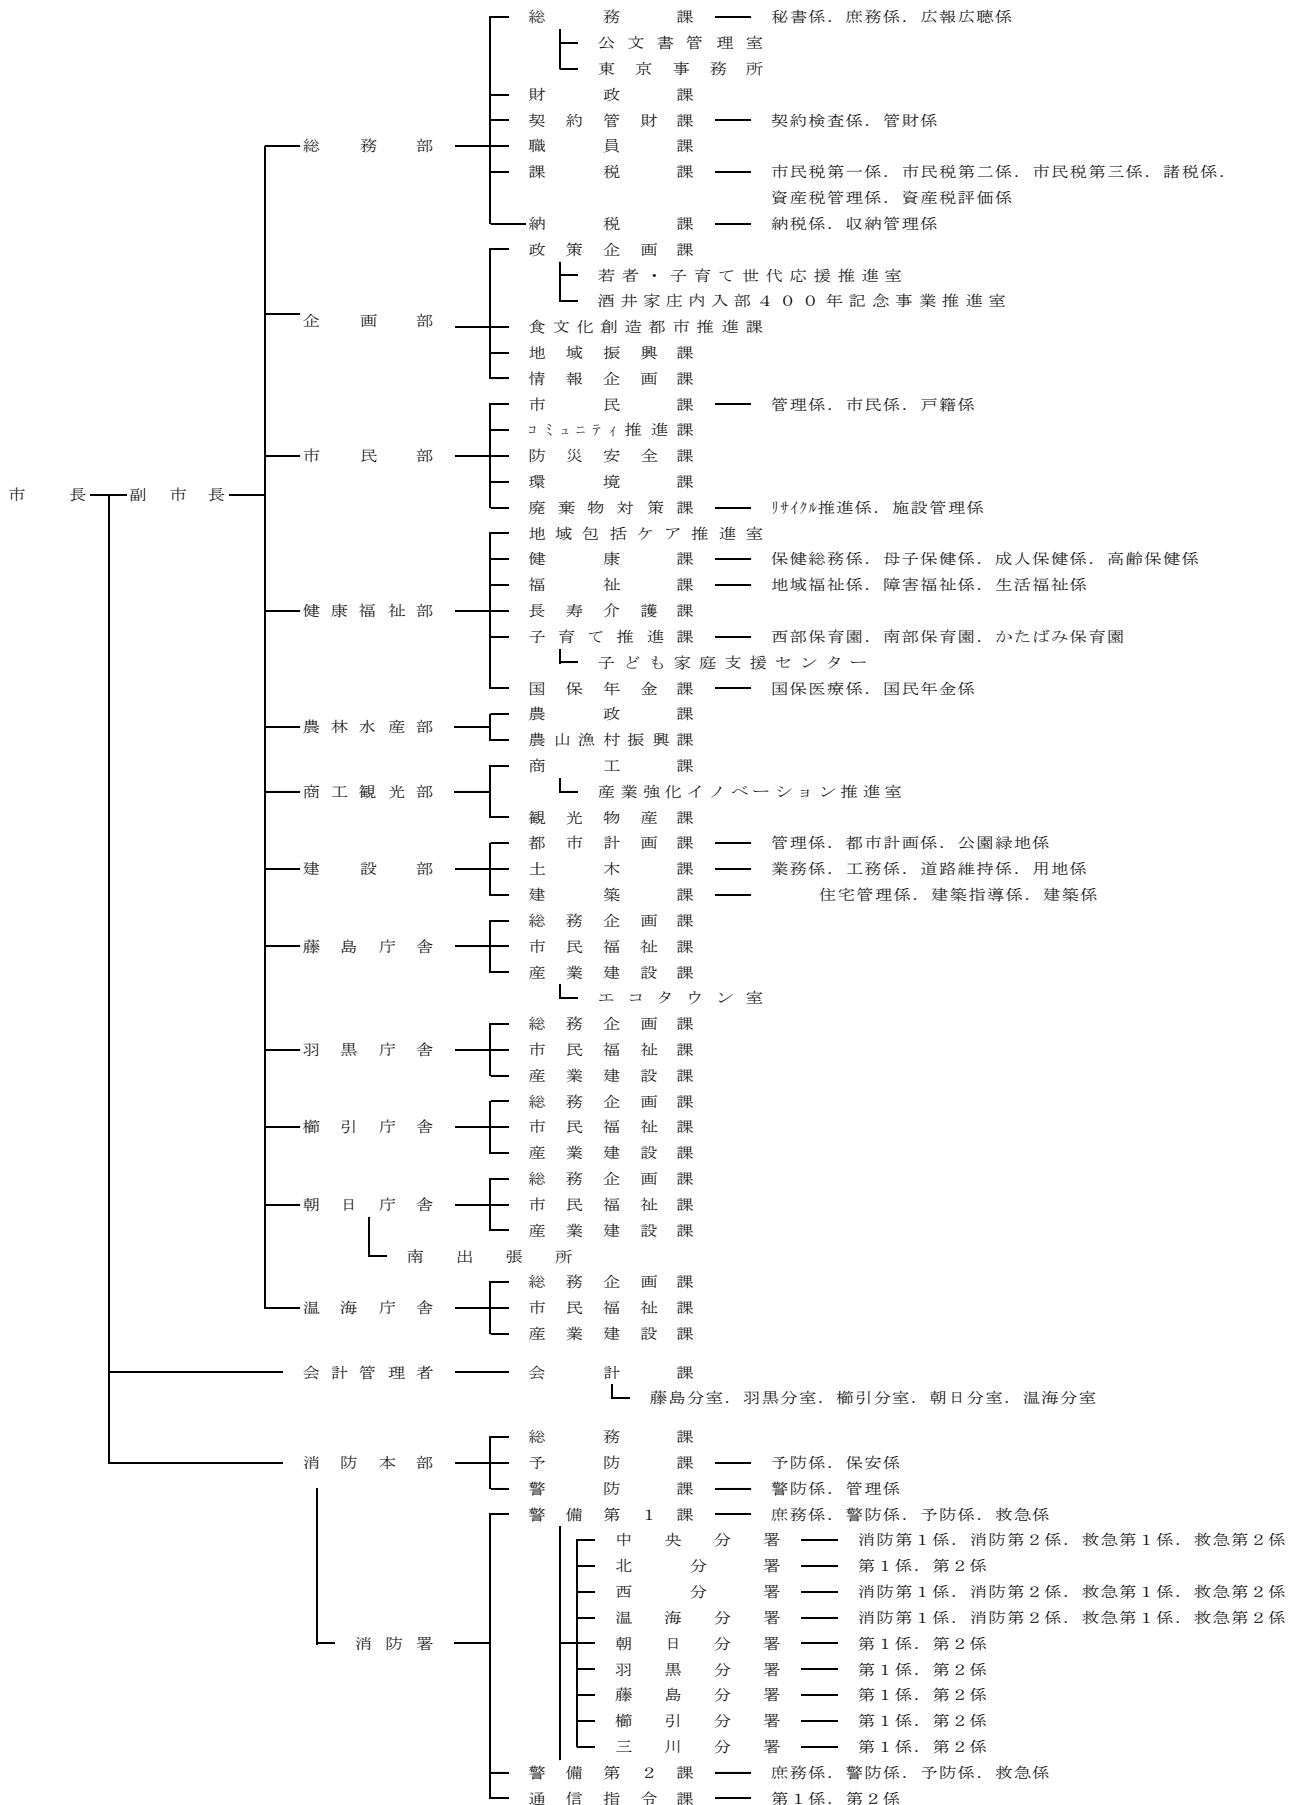 総務課 秘書係．庶務係．広報広聴係
公文書管理室
東京事務所
財政課
契約管財課 契約検査係．管財係
総務部 職員課
課税課 市民税第一係．市民税第二係．市民税第三係．諸税係．
資産税管理係．資産税評価係
納税課 納税係．収納管理係
政策企画課
若者・子育て世代応援推進室
酒井家庄内入部４００年記念事業推進室
企画部 食文化創造都市推進課
地域振興課
情報企画課
市民課 管理係．市民係．戸籍係
コミュニティ推進課
市民部 防災安全課
環境課
市長 副市長
廃棄物対策課 ﾘｻｲｸﾙ推進係．施設管理係
地域包括ケア推進室
健康課 保健総務係．母子保健係．成人保健係．高齢保健係
福祉課 地域福祉係．障害福祉係．生活福祉係
健康福祉部 長寿介護課
子育て推進課 西部保育園．南部保育園．かたばみ保育園
子ども家庭支援センター
国保年金課 国保医療係．国民年金係
農政課
農林水産部
農山漁村振興課
商工課
商工観光部 産業強化イノベーション推進室
観光物産課
都市計画課 管理係．都市計画係．公園緑地係
建設部 土木課 業務係．工務係．道路維持係．用地係
建築課 住宅管理係．建築指導係．建築係
総務企画課
藤島庁舎 市民福祉課
産業建設課
エコタウン室
総務企画課
羽黒庁舎 市民福祉課
産業建設課
総務企画課
櫛引庁舎 市民福祉課
産業建設課
総務企画課
朝日庁舎 市民福祉課
産業建設課
南出張所
総務企画課
温海庁舎 市民福祉課
産業建設課
会計管理者 会計課
藤島分室．羽黒分室．櫛引分室．朝日分室．温海分室
総務課
消防本部 予防課 予防係．保安係
警防課 警防係．管理係
警備第１課 庶務係．警防係．予防係．救急係
中央分署 消防第１係．消防第２係．救急第１係．救急第２係
北分署 第１係．第２係
西分署 消防第１係．消防第２係．救急第１係．救急第２係
温海分署 消防第１係．消防第２係．救急第１係．救急第２係
消防署 朝日分署 第１係．第２係
羽黒分署 第１係．第２係
藤島分署 第１係．第２係
櫛引分署 第１係．第２係
三川分署 第１係．第２係
警備第２課 庶務係．警防係．予防係．救急係
通信指令課 第１係．第２係